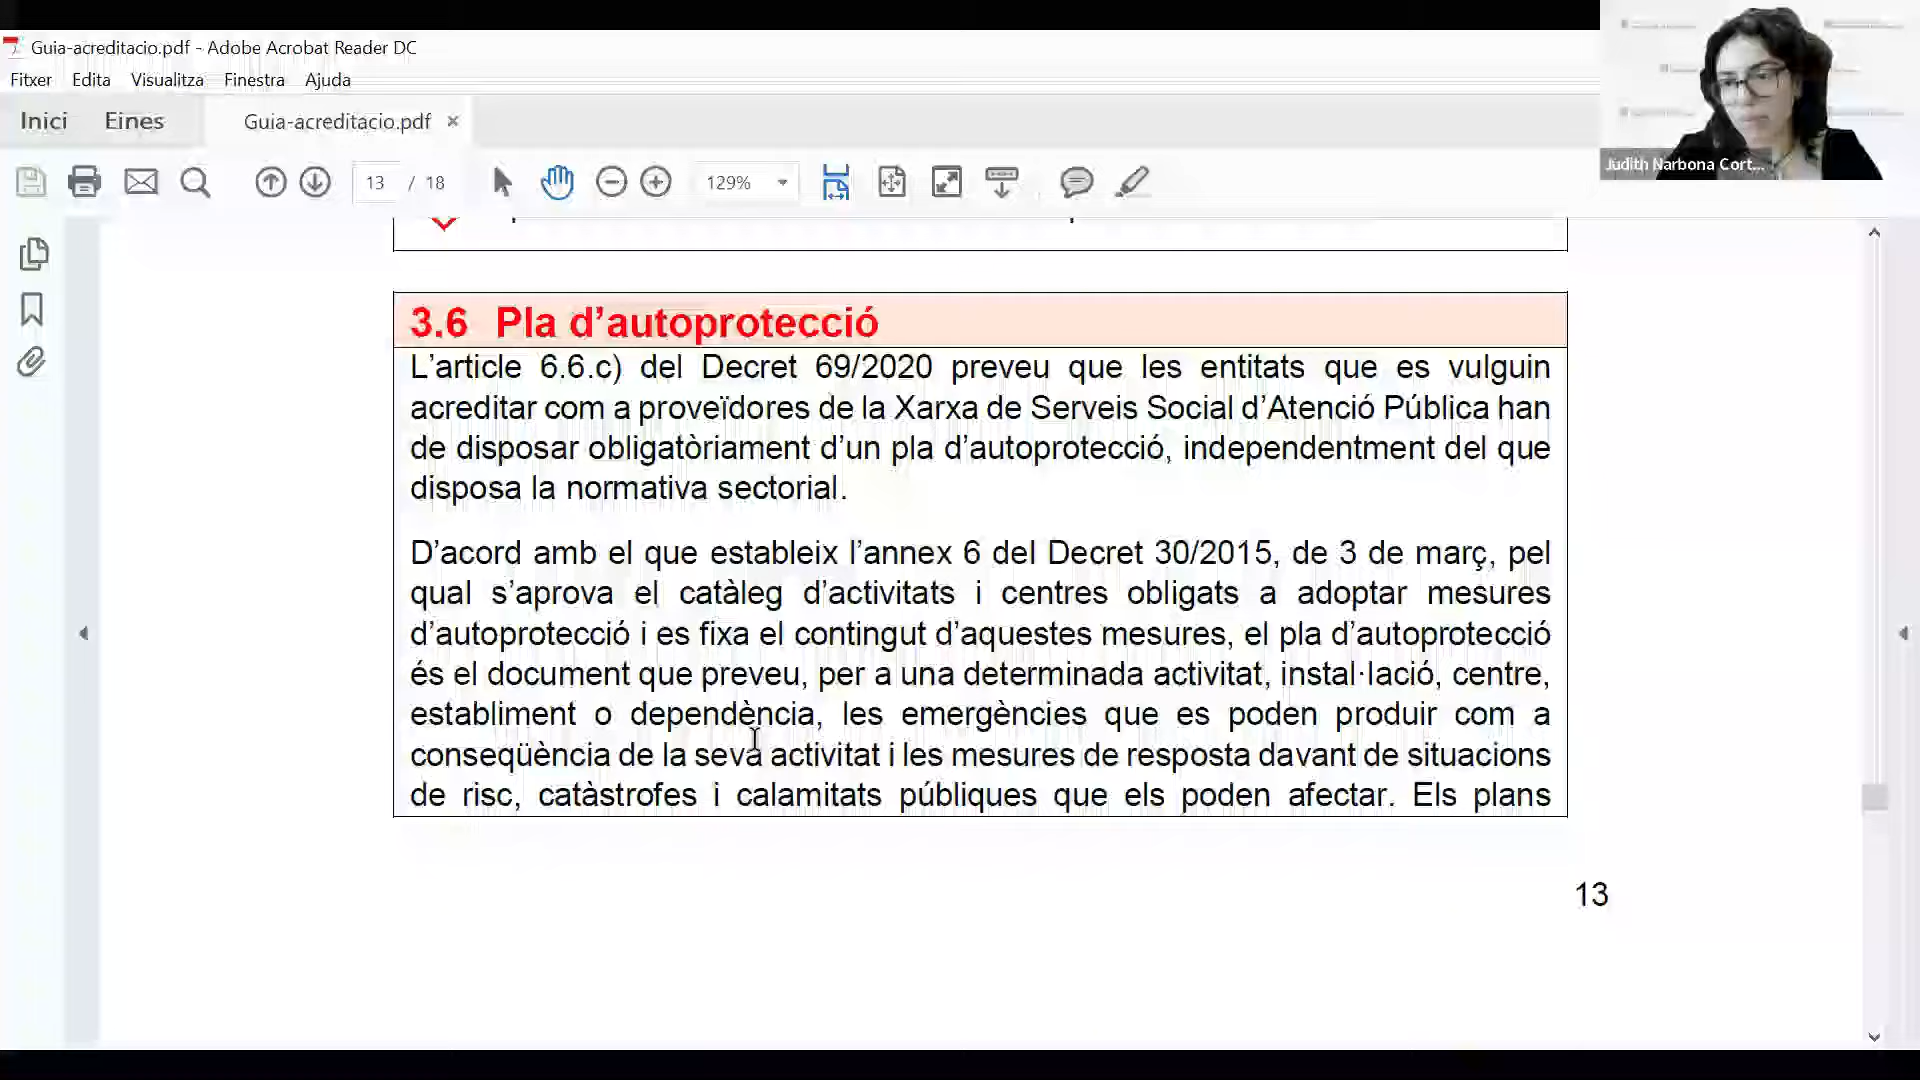 Guia-acreditacio.pdf - Adobe Acrobat Reader DC
Fitxer Edita Visualitza Finestra Ajuda
Inici Eines Guia-acreditacio.pdf ×
13 / 18 129%
Judith Narbona Cort...
3.6 Pla d’autoprotecció
L’article 6.6.c) del Decret 69/2020 preveu que les entitats que es vulguin
acreditar com a proveïdores de la Xarxa de Serveis Social d’Atenció Pública han
de disposar obligatòriament d’un pla d’autoprotecció, independentment del que
disposa la normativa sectorial.
D’acord amb el que estableix l’annex 6 del Decret 30/2015, de 3 de març, pel
qual s’aprova el catàleg d’activitats i centres obligats a adoptar mesures
d’autoprotecció i es fixa el contingut d’aquestes mesures, el pla d’autoprotecció
és el document que preveu, per a una determinada activitat, instal·lació, centre,
establiment o dependència, les emergències que es poden produir com a
conseqüència de la seva activitat i les mesures de resposta davant de situacions
de risc, catàstrofes i calamitats públiques que els poden afectar. Els plans
13